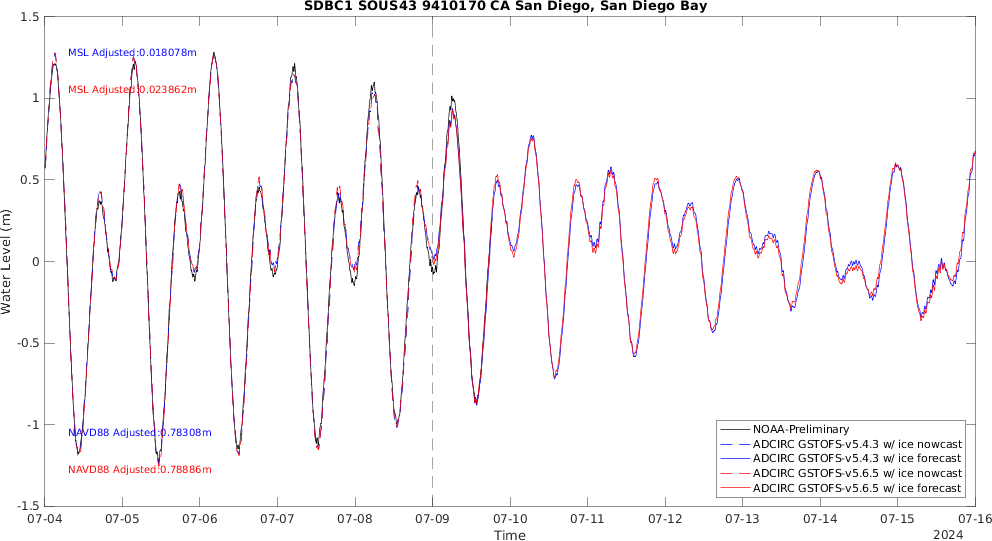 SDBC1 SOUS43 9410170 CA San Diego, San Diego Bay
Water Level (m)
1.5
1
0.5
0
-0.5
-1
-1.5
MSL Adjusted:0.018078m
MSL Adjusted:0.023862m
NAVD88 Adjusted:0.78308m
NAVD88 Adjusted:0.78886m
NOAA-Preliminary
ADCIRC GSTOFS-v5.4.3 w/ ice nowcast
ADCIRC GSTOFS-v5.4.3 w/ ice forecast
ADCIRC GSTOFS-v5.6.5 w/ ice nowcast
ADCIRC GSTOFS-v5.6.5 w/ ice forecast
07-04 07-05 07-06 07-07 07-08 07-09 07-10 07-11 07-12 07-13 07-14 07-15 07-16
Time
2024